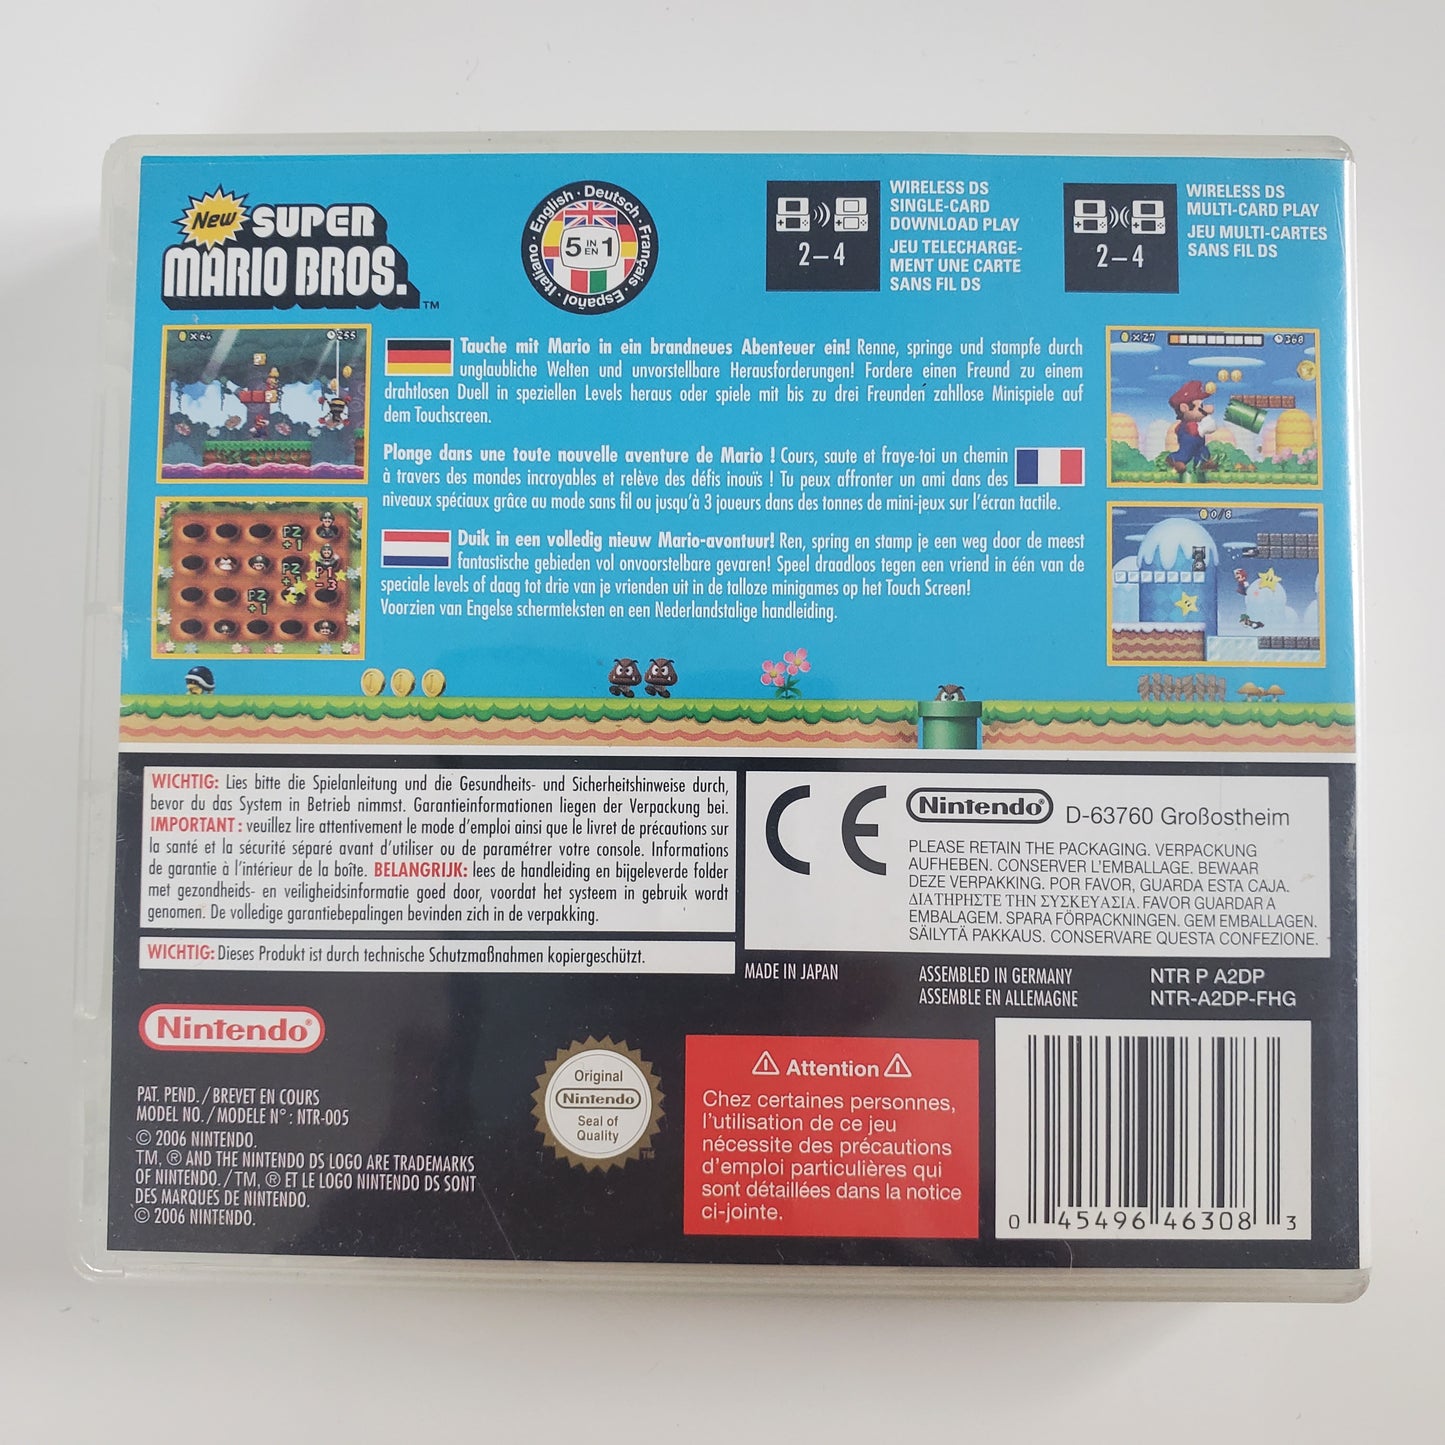 New SUPER
MARIO BROS.™
English · Deutsch · Français · Español · Italiano ·
5 IN EN 1
2–4
WIRELESS DS
SINGLE-CARD
DOWNLOAD PLAY
JEU TELECHARGE-
MENT UNE CARTE
SANS FIL DS
2–4
WIRELESS DS
MULTI-CARD PLAY
JEU MULTI-CARTES
SANS FIL DS
×64 255
Tauche mit Mario in ein brandneues Abenteuer ein! Renne, springe und stampfe durch
unglaubliche Welten und unvorstellbare Herausforderungen! Fordere einen Freund zu einem
drahtlosen Duell in speziellen Levels heraus oder spiele mit bis zu drei Freunden zahllose Minispiele auf
dem Touchscreen.
×27 368
Plonge dans une toute nouvelle aventure de Mario ! Cours, saute et fraye-toi un chemin
à travers des mondes incroyables et relève des défis inouïs ! Tu peux affronter un ami dans des
niveaux spéciaux grâce au mode sans fil ou jusqu'à 3 joueurs dans des tonnes de mini-jeux sur l'écran tactile.
P2
+1
P2
+1
P1
-3
P2
+1
0/8
Duik in een volledig nieuw Mario-avontuur! Ren, spring en stamp je een weg door de meest
fantastische gebieden vol onvoorstelbare gevaren! Speel draadloos tegen een vriend in één van de
speciale levels of daag tot drie van je vrienden uit in de talloze minigames op het Touch Screen!
Voorzien van Engelse schermteksten en een Nederlandstalige handleiding.
WICHTIG: Lies bitte die Spielanleitung und die Gesundheits- und Sicherheitshinweise durch,
bevor du das System in Betrieb nimmst. Garantieinformationen liegen der Verpackung bei.
IMPORTANT : veuillez lire attentivement le mode d'emploi ainsi que le livret de précautions sur
la santé et la sécurité séparé avant d'utiliser ou de paramétrer votre console. Informations
de garantie à l'intérieur de la boîte. BELANGRIJK: lees de handleiding en bijgeleverde folder
met gezondheids- en veiligheidsinformatie goed door, voordat het systeem in gebruik wordt
genomen. De volledige garantiebepalingen bevinden zich in de verpakking.
WICHTIG: Dieses Produkt ist durch technische Schutzmaßnahmen kopiergeschützt.
CE
Nintendo® D-63760 Großostheim
PLEASE RETAIN THE PACKAGING. VERPACKUNG
AUFHEBEN. CONSERVER L'EMBALLAGE. BEWAAR
DEZE VERPAKKING. POR FAVOR, GUARDA ESTA CAJA.
ΔΙΑΤΗΡΗΣΤΕ ΤΗΝ ΣΥΣΚΕΥΑΣΙΑ. FAVOR GUARDAR A
EMBALAGEM. SPARA FÖRPACKNINGEN. GEM EMBALLAGEN.
SÄILYTÄ PAKKAUS. CONSERVARE QUESTA CONFEZIONE.
MADE IN JAPAN
ASSEMBLED IN GERMANY
ASSEMBLE EN ALLEMAGNE
NTR P A2DP
NTR-A2DP-FHG
Nintendo®
PAT. PEND./BREVET EN COURS
MODEL NO./MODELE N° : NTR-005
© 2006 NINTENDO.
TM, ® AND THE NINTENDO DS LOGO ARE TRADEMARKS
OF NINTENDO./TM, ® ET LE LOGO NINTENDO DS SONT
DES MARQUES DE NINTENDO.
© 2006 NINTENDO.
Original
Nintendo
Seal of
Quality
TM
Attention
Chez certaines personnes,
l'utilisation de ce jeu
nécessite des précautions
d'emploi particulières qui
sont détaillées dans la notice
ci-jointe.
0 45496 46308 3